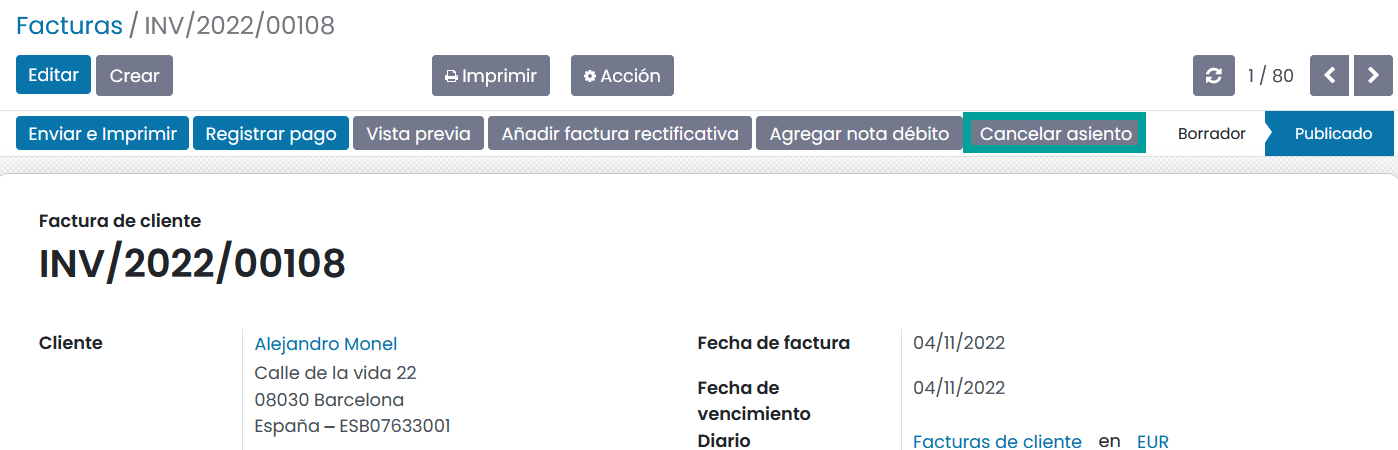 Facturas / INV/2022/00108
Editar Crear Imprimir Acción 1 / 80
Enviar e Imprimir Registrar pago Vista previa Añadir factura rectificativa Agregar nota débito Cancelar asiento Borrador Publicado
Factura de cliente
INV/2022/00108
Cliente Alejandro Monel Fecha de factura 04/11/2022
Calle de la vida 22
08030 Barcelona
España – ESB07633001
Fecha de 04/11/2022
vencimiento
Diario Facturas de cliente en EUR